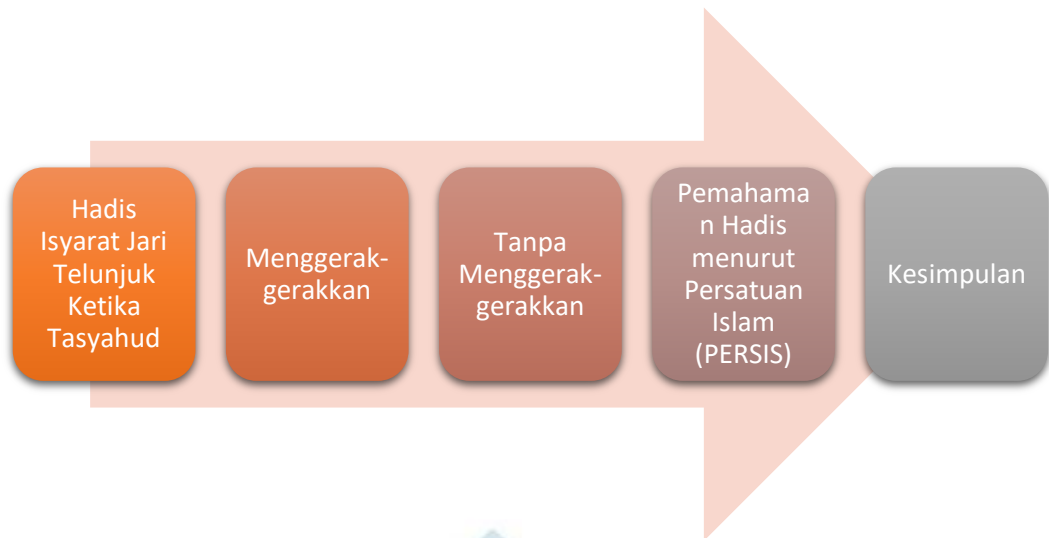 Hadis
Isyarat Jari
Telunjuk
Ketika
Tasyahud
Menggerak-
gerakkan
Tanpa
Menggerak-
gerakkan
Pemahama
n Hadis
menurut
Persatuan
Islam
(PERSIS)
Kesimpulan